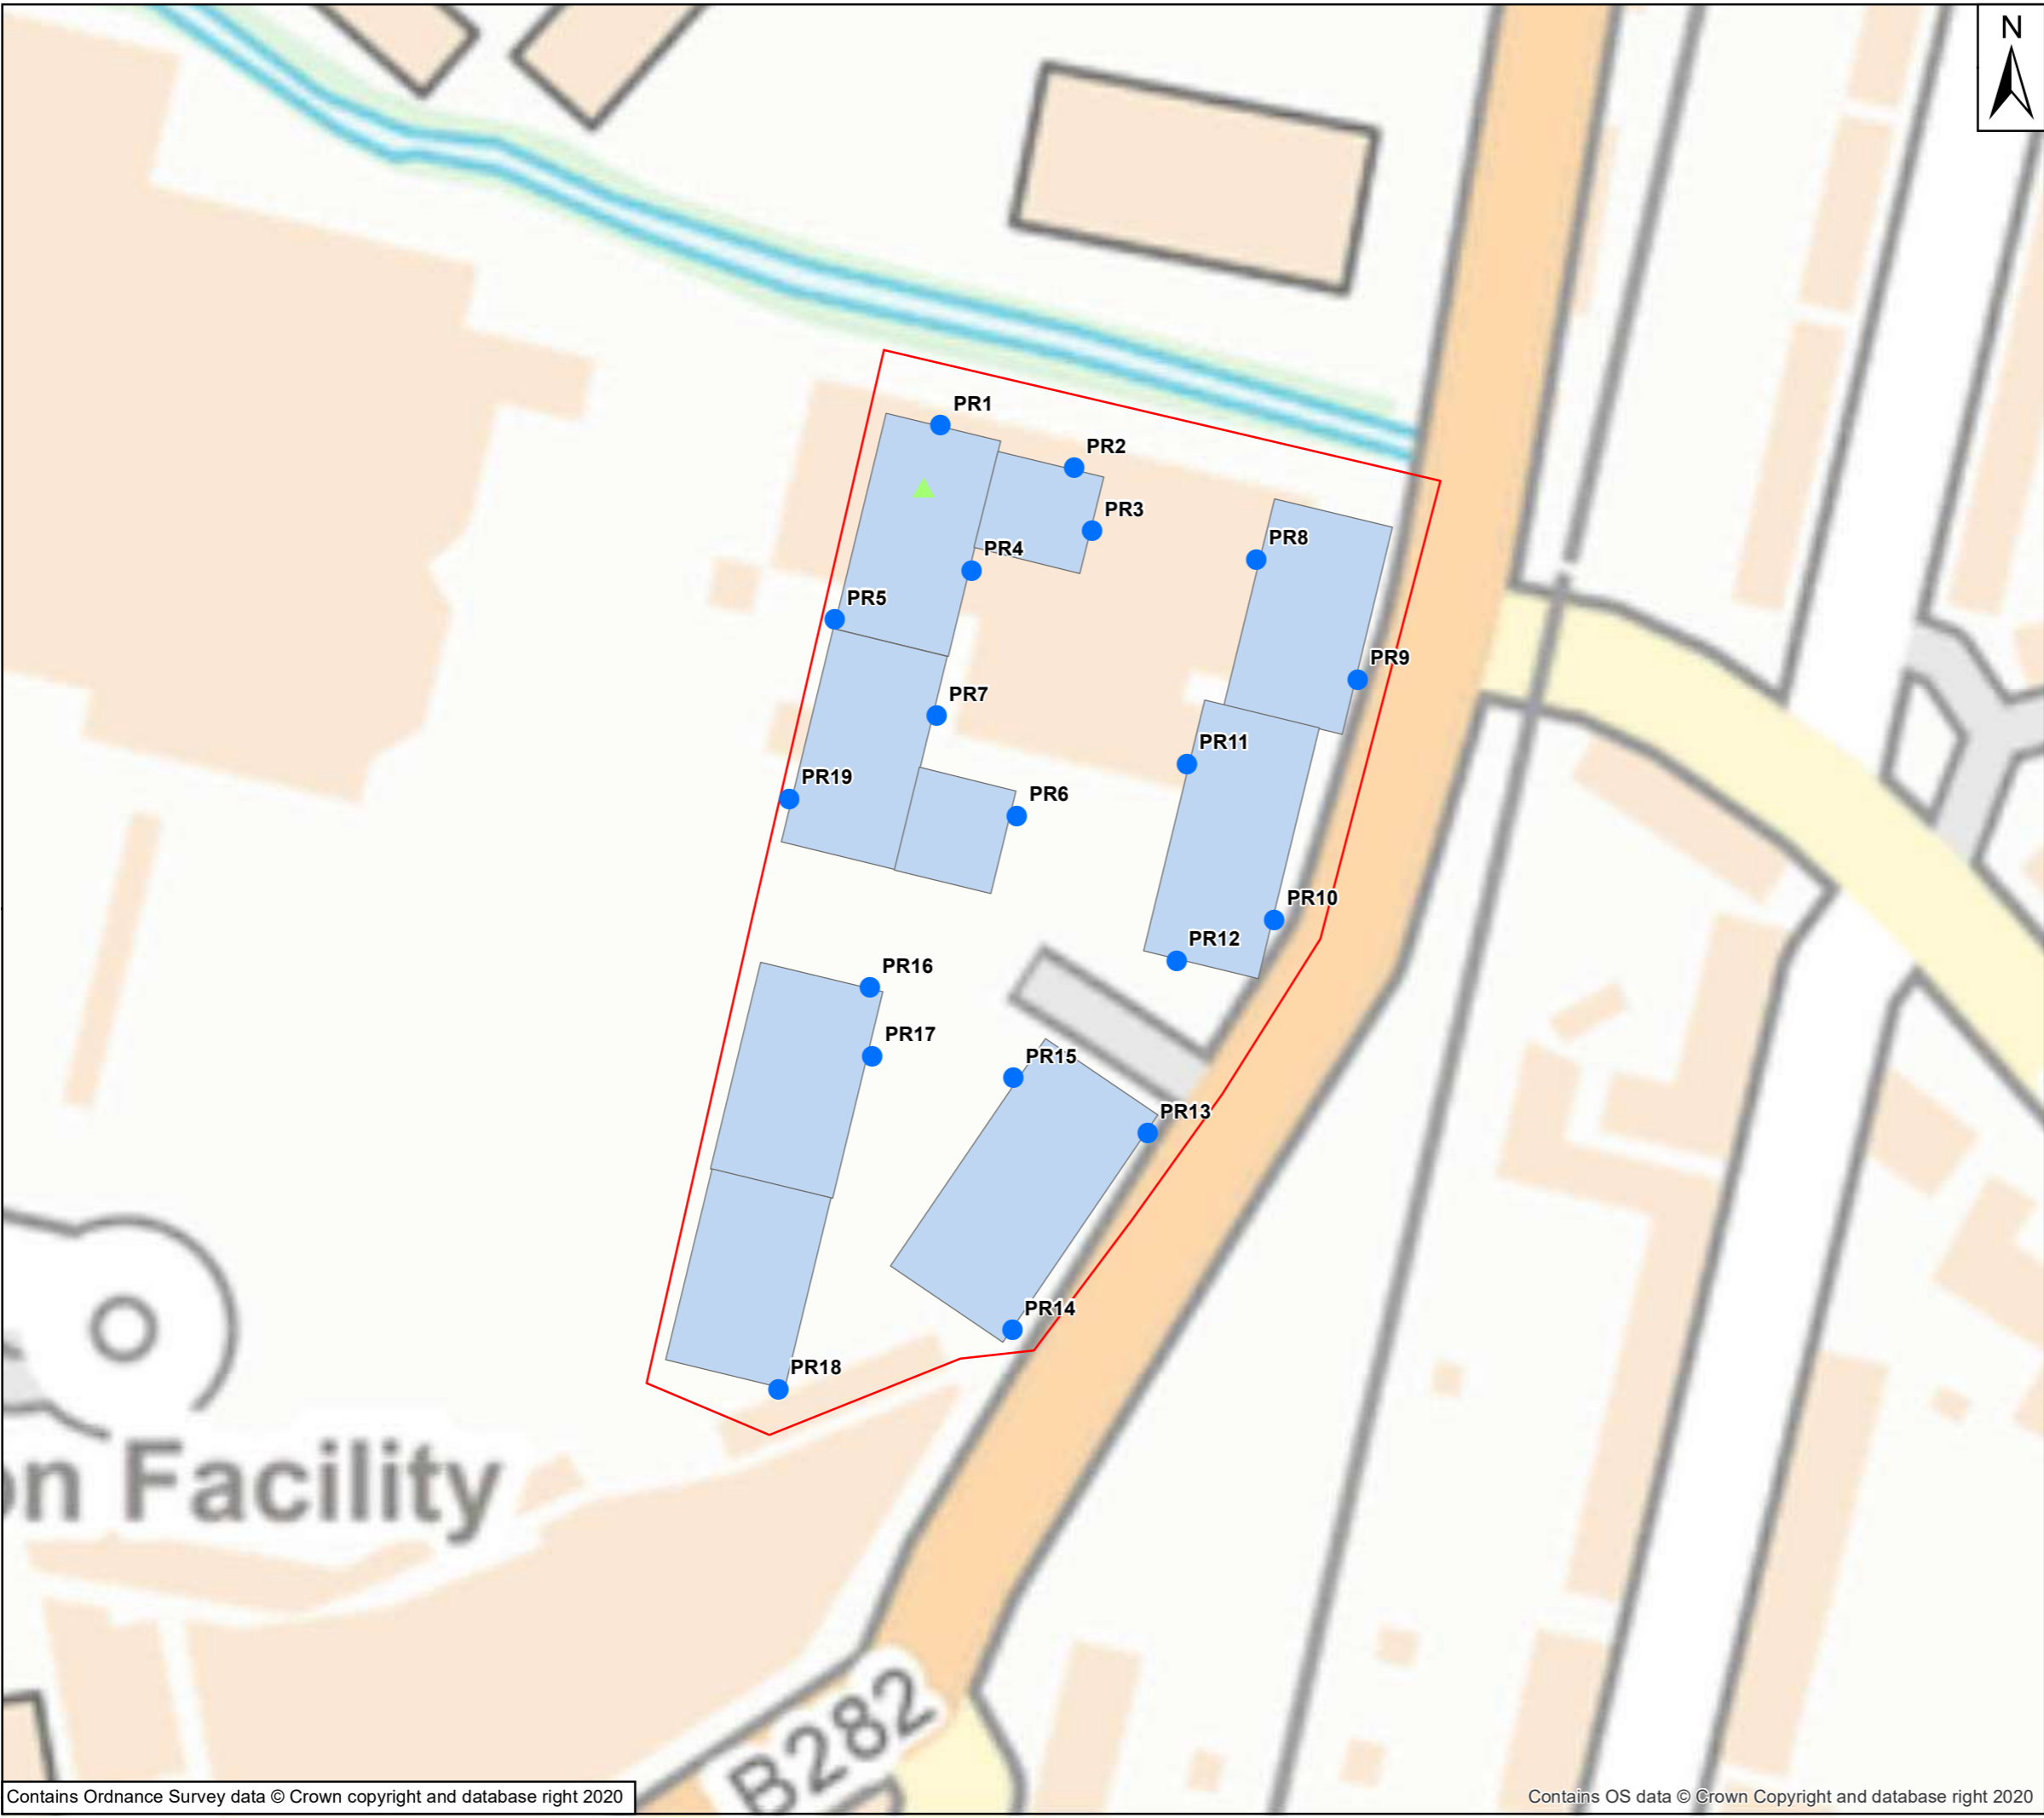 N
PR1
PR2
PR3
PR8
PR4
PR5
PR9
PR7
PR11
PR19
PR6
PR10
PR12
PR16
PR17
PR15
PR13
PR14
PR18
on Facility
B282
Contains Ordnance Survey data © Crown copyright and database right 2020
Contains OS data © Crown Copyright and database right 2020